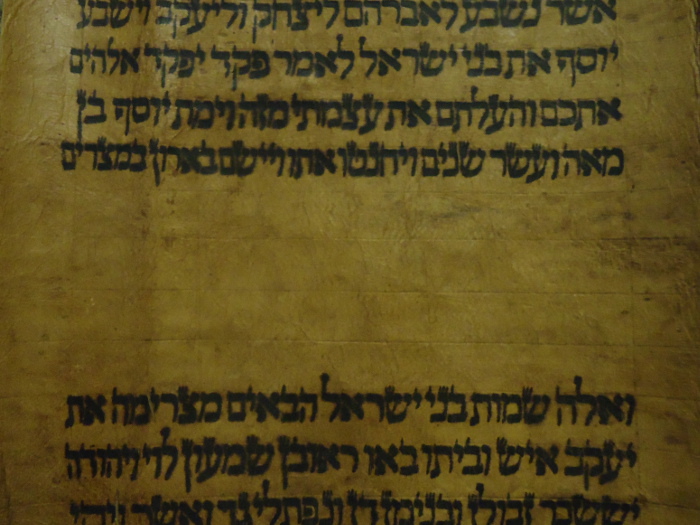 אשר נשבע לאברהם ליצחק וליעקב וישבע
יוסף את בני ישראל לאמר פקד יפקד אלהים
אתכם והעלתם את עצמתי מזה וימת יוסף בן
מאה ועשר שנים ויחנטו אתו ויישם בארון במצרים
ואלה שמות בני ישראל הבאים מצרימה את
יעקב איש וביתו באו ראובן שמעון לוי ויהודה
יששכר זבולן ובנימן דן ונפתלי גד ואשר ויהי